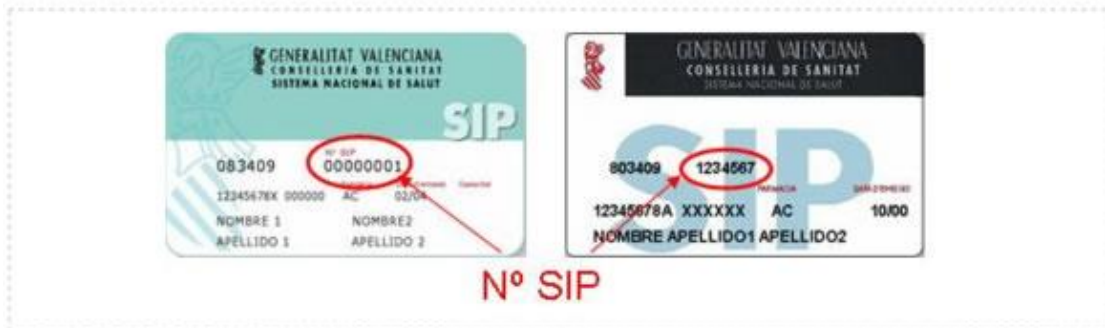 GENERALITAT VALENCIANA
CONSELLERIA DE SANITAT
SISTEMA NACIONAL DE SALUT
SIP
Nº SIP
083409 00000001
12345678X 000000 AC 02/04
NOMBRE 1 NOMBRE2
APELLIDO 1 APELLIDO 2
GENERALITAT VALENCIANA
CONSELLERIA DE SANITAT
SISTEMA NACIONAL DE SALUT
SIP
803409 1234567
FARMACIA
12345678A XXXXXX AC 10/00
NOMBRE APELLIDO1 APELLIDO2
Nº SIP